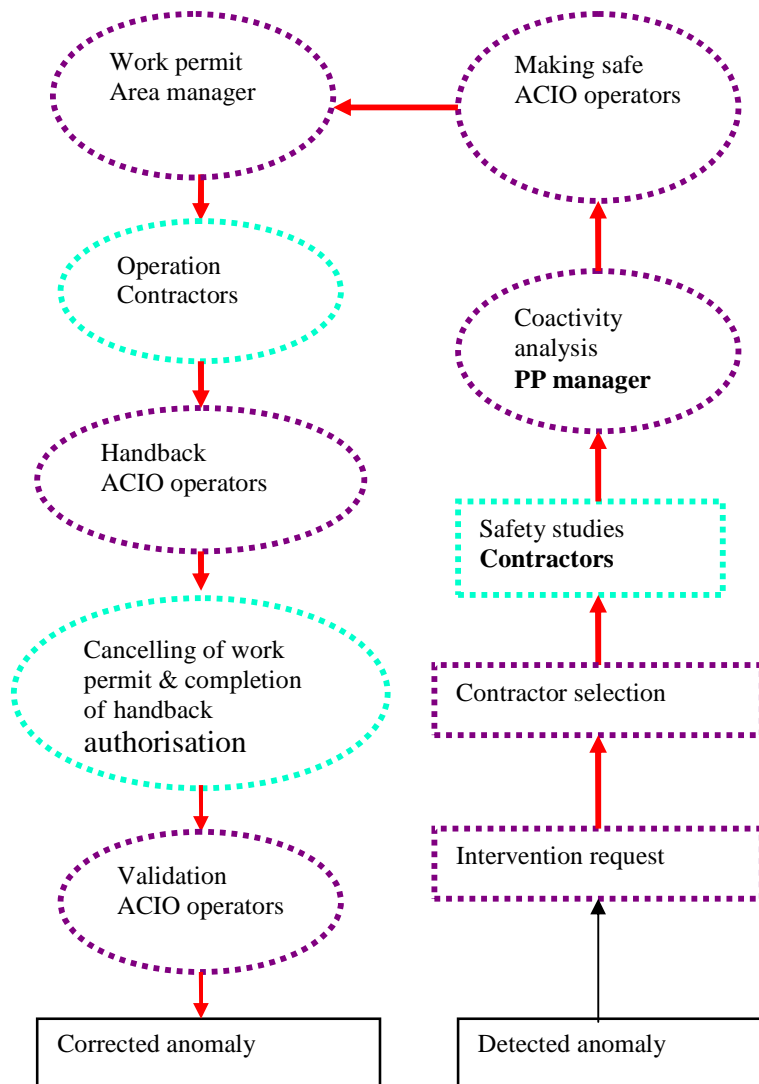 Work permit
Area manager
Making safe
ACIO operators
Operation
Contractors
Coactivity
analysis
PP manager
Handback
ACIO operators
Safety studies
Contractors
Cancelling of work
permit & completion
of handback
authorisation
Contractor selection
Validation
ACIO operators
Intervention request
Corrected anomaly
Detected anomaly